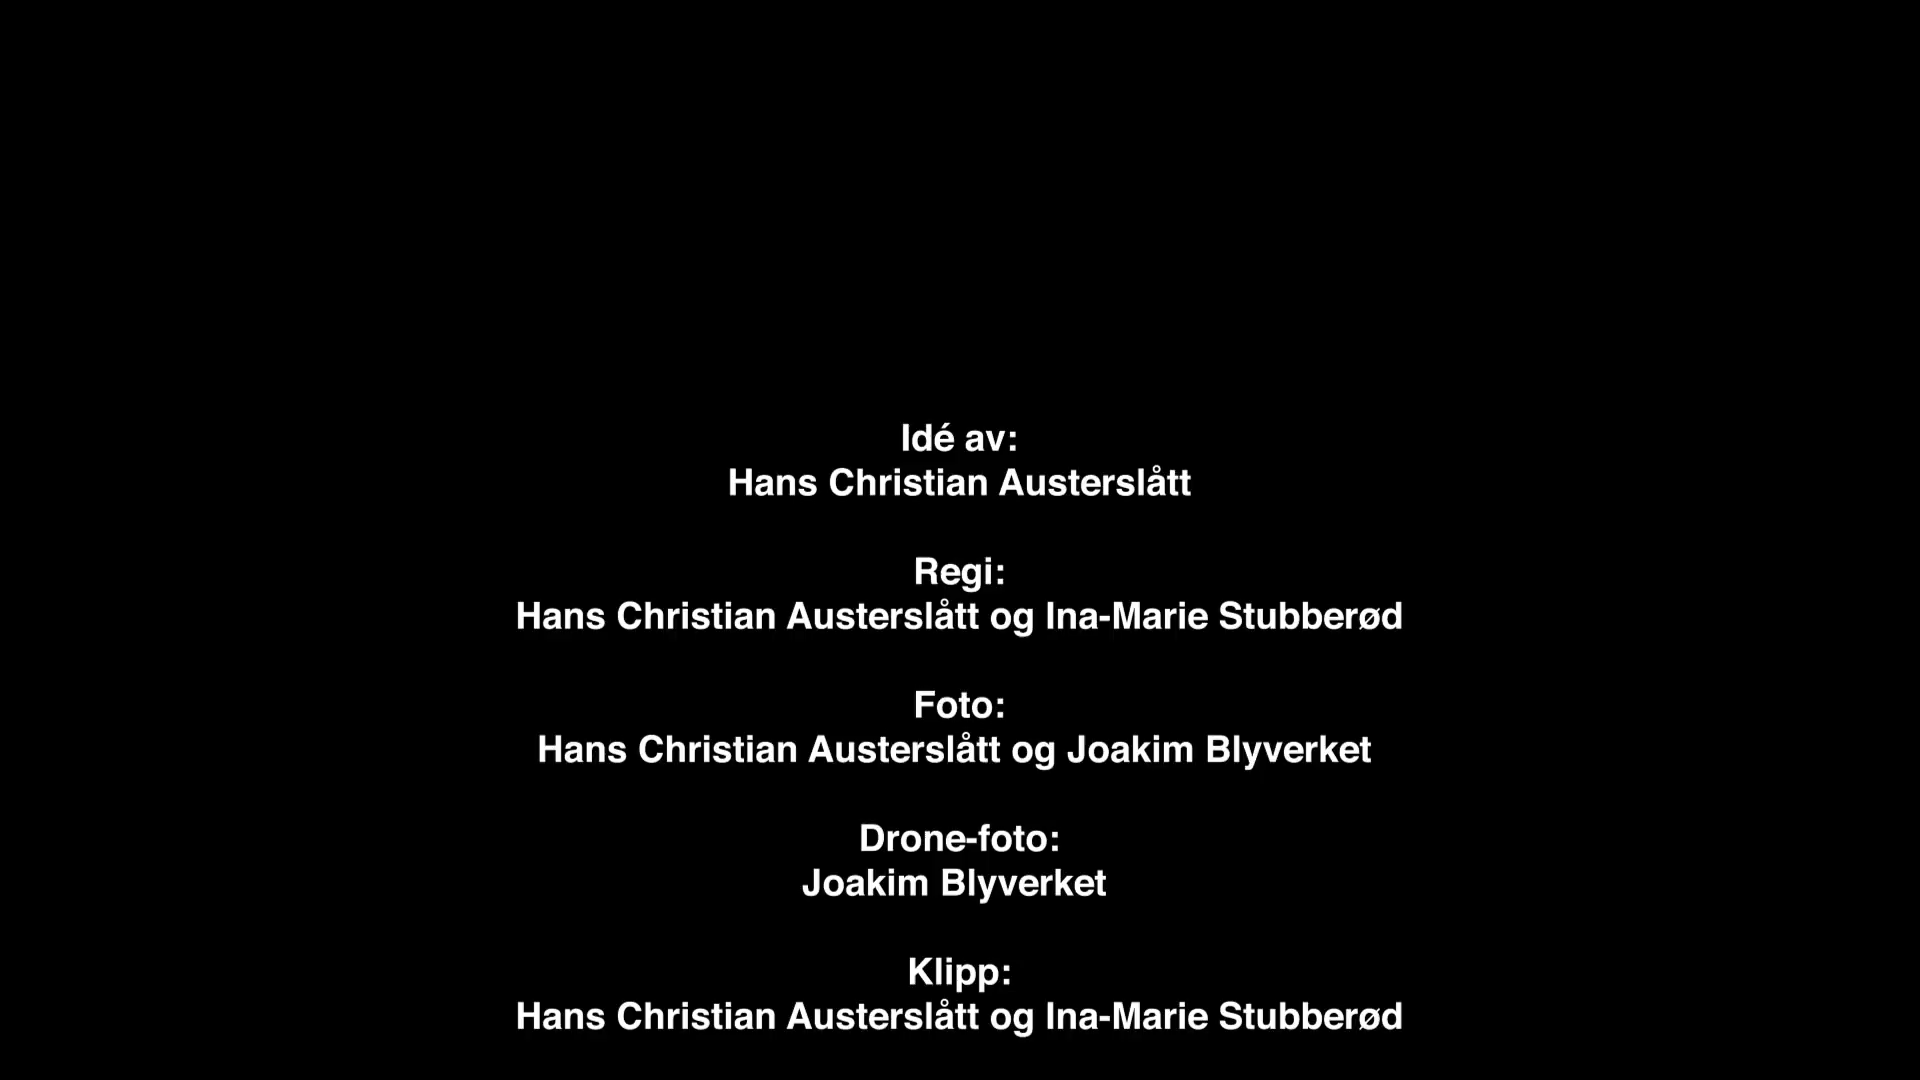 Idé av:
Hans Christian Austerslått
Regi:
Hans Christian Austerslått og Ina-Marie Stubberød
Foto:
Hans Christian Austerslått og Joakim Blyverket
Drone-foto:
Joakim Blyverket
Klipp:
Hans Christian Austerslått og Ina-Marie Stubberød